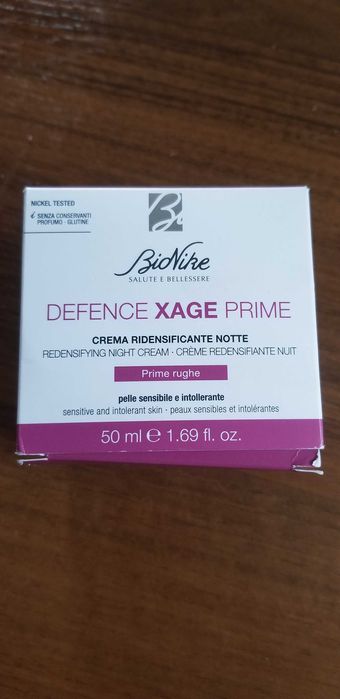 NICKEL TESTED
SENZA CONSERVANTI
PROFUMO - GLUTINE
BioNike
SALUTE E BELLESSERE
DEFENCE XAGE PRIME
CREMA RIDENSIFICANTE NOTTE
REDENSIFYING NIGHT CREAM - CRÈME REDENSIFIANTE NUIT
Prime rughe
pelle sensibile e intollerante
sensitive and intolerant skin - peaux sensibles et intolérantes
50 ml ℮ 1.69 fl. oz.